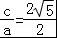 c/a = 2√5/2